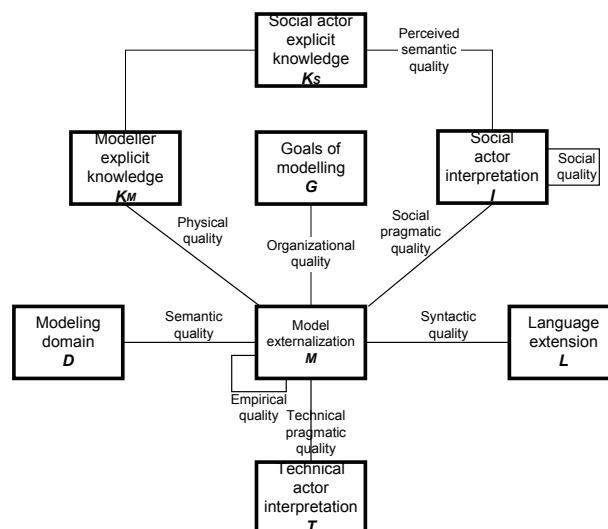 Social actor
explicit
knowledge
KS
Perceived
semantic
quality
Modeller
explicit
knowledge
KM
Goals of
modelling
G
Social
actor
interpretation
I
Social
quality
Physical
quality
Organizational
quality
Social
pragmatic
quality
Modeling
domain
D
Semantic
quality
Model
externalization
M
Syntactic
quality
Language
extension
L
Empirical
quality
Technical
pragmatic
quality
Technical
actor
interpretation
T